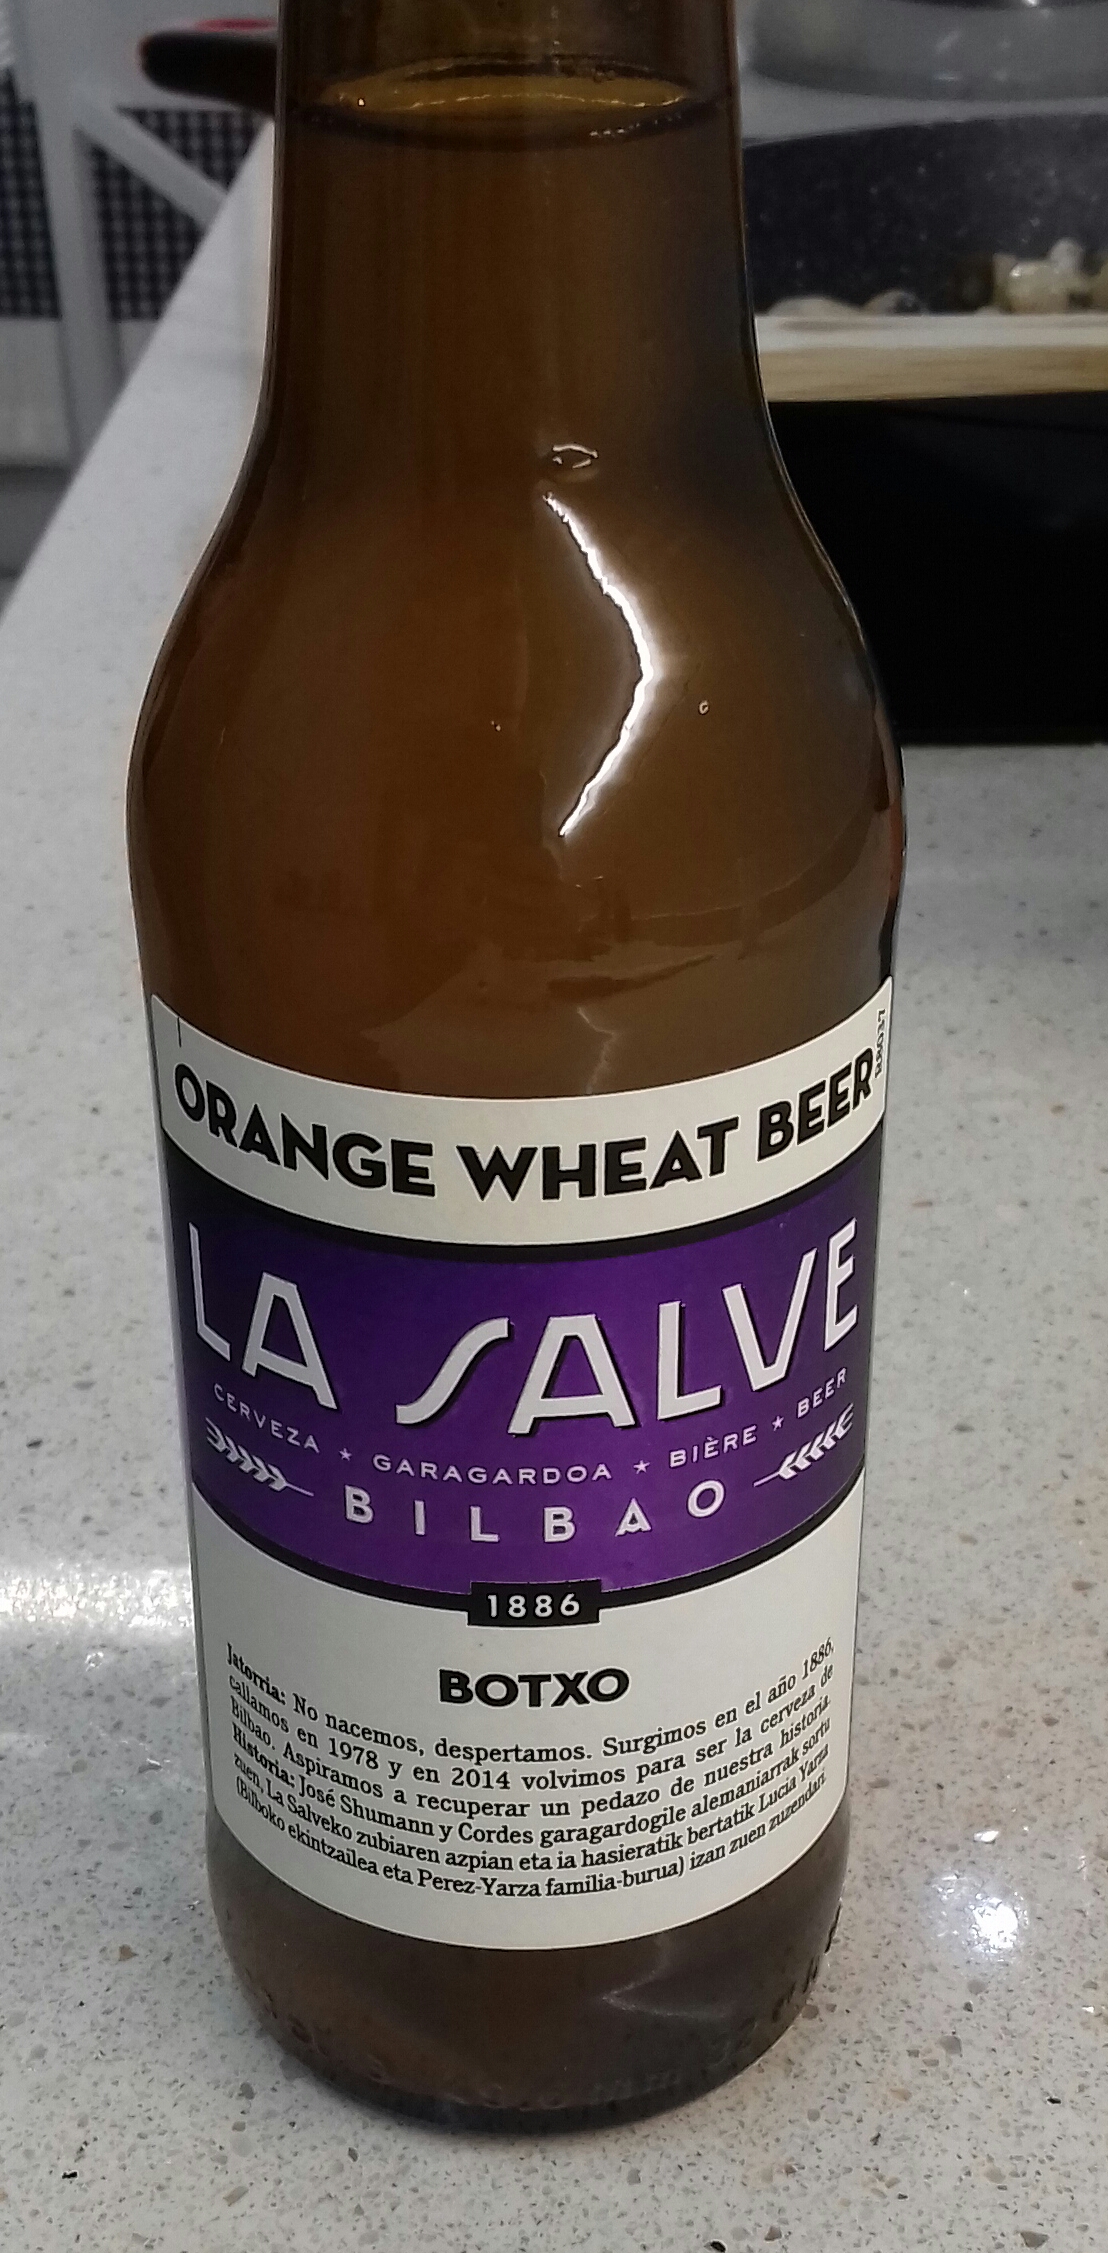 ORANGE WHEAT BEER
LA SALVE
CERVEZA ★ GARAGARDOA ★ BIÈRE ★ BEER
BILBAO
1886
BOTXO
Jatorria: No nacemos, despertamos. Surgimos en el año 1886,
callamos en 1978 y en 2014 volvimos para ser la cerveza de
Bilbao. Aspiramos a recuperar un pedazo de nuestra historia.
Historia: José Shumann y Cordes garagardogile alemaniarrak sortu
zuen, La Salveko zubiaren azpian eta ia hasieratik bertatik Lucia Yarza
(Bilboko ekintzailea eta Perez-Yarza familia-burua) izan zuen zuzendari.